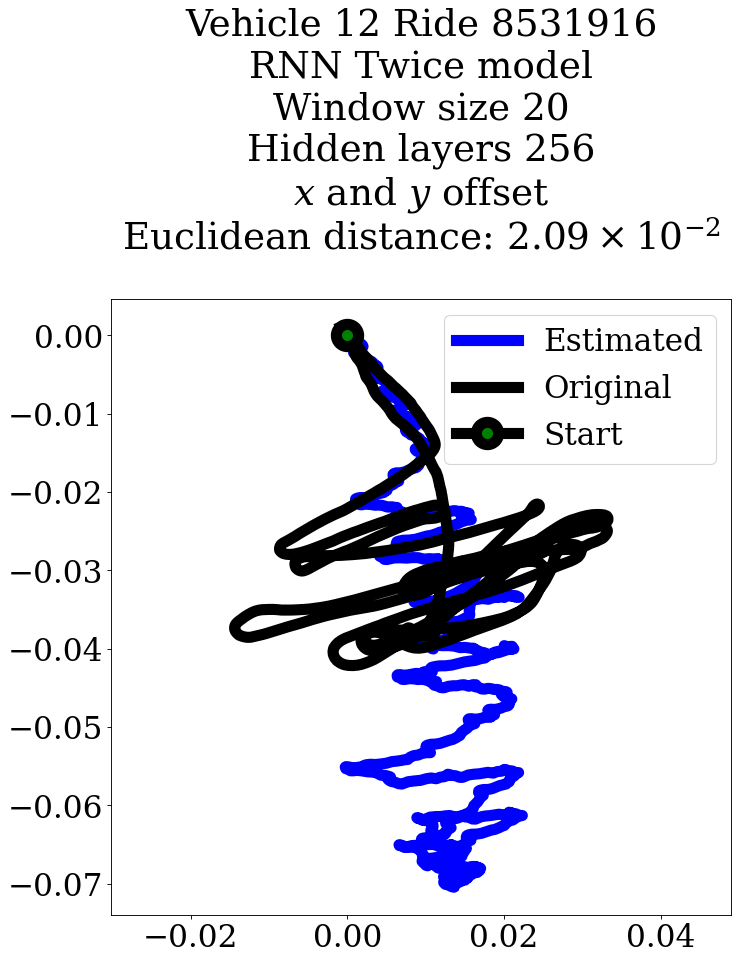 Vehicle 12 Ride 8531916
RNN Twice model
Window size 20
Hidden layers 256
x and y offset
Euclidean distance: 2.09 × 10⁻²
Estimated
Original
Start
0.00
−0.01
−0.02
−0.03
−0.04
−0.05
−0.06
−0.07
−0.02 0.00 0.02 0.04